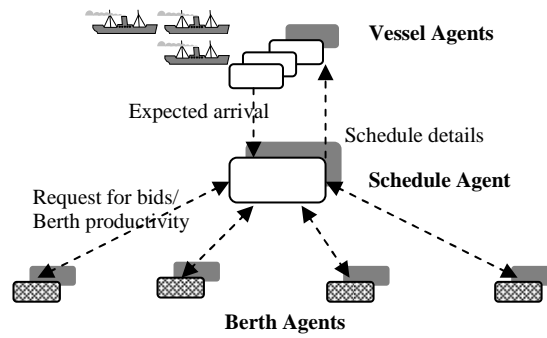 Vessel Agents
Expected arrival
Schedule details
Schedule Agent
Request for bids/
Berth productivity
Berth Agents